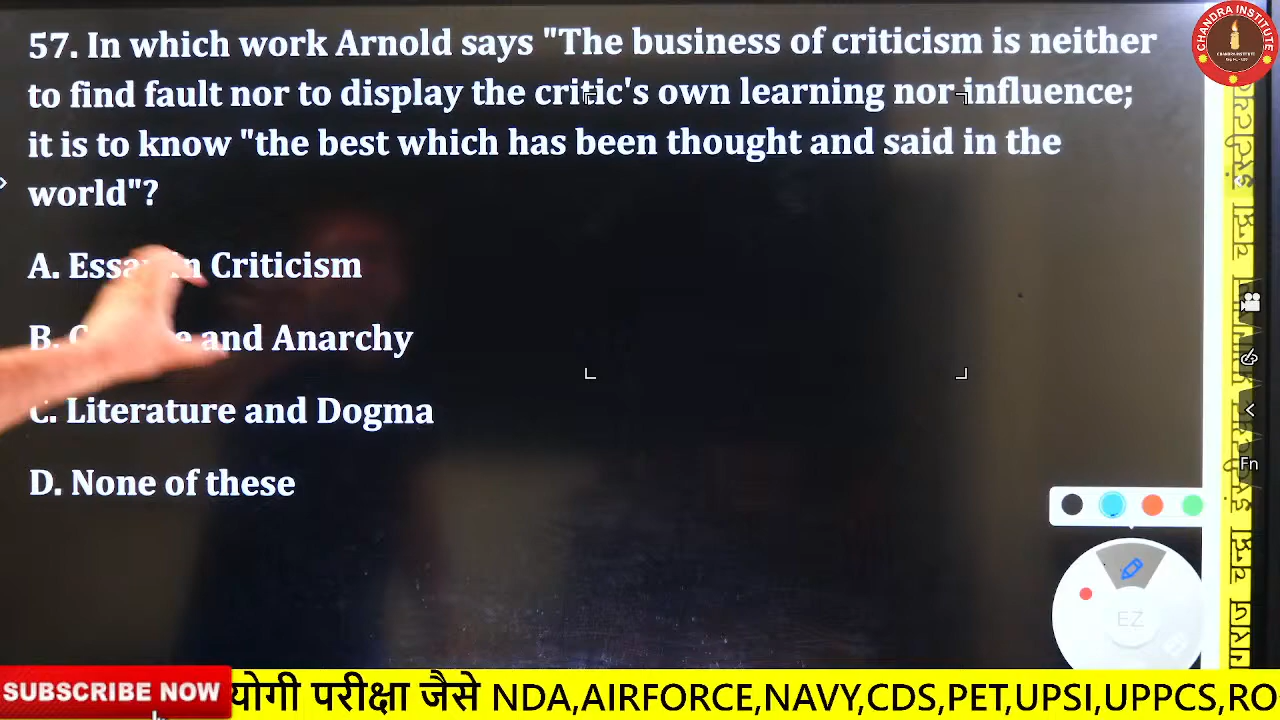 57. In which work Arnold says "The business of criticism is neither
to find fault nor to display the critic's own learning nor influence;
it is to know "the best which has been thought and said in the
world"?
A. in Criticism
B. and Anarchy
C. Literature and Dogma
D. None of these
CHANDRA INSTITUTE
Fn
EZ
SUBSCRIBE NOW
योगी परीक्षा जैसे NDA,AIRFORCE,NAVY,CDS,PET,UPSI,UPPCS,RO